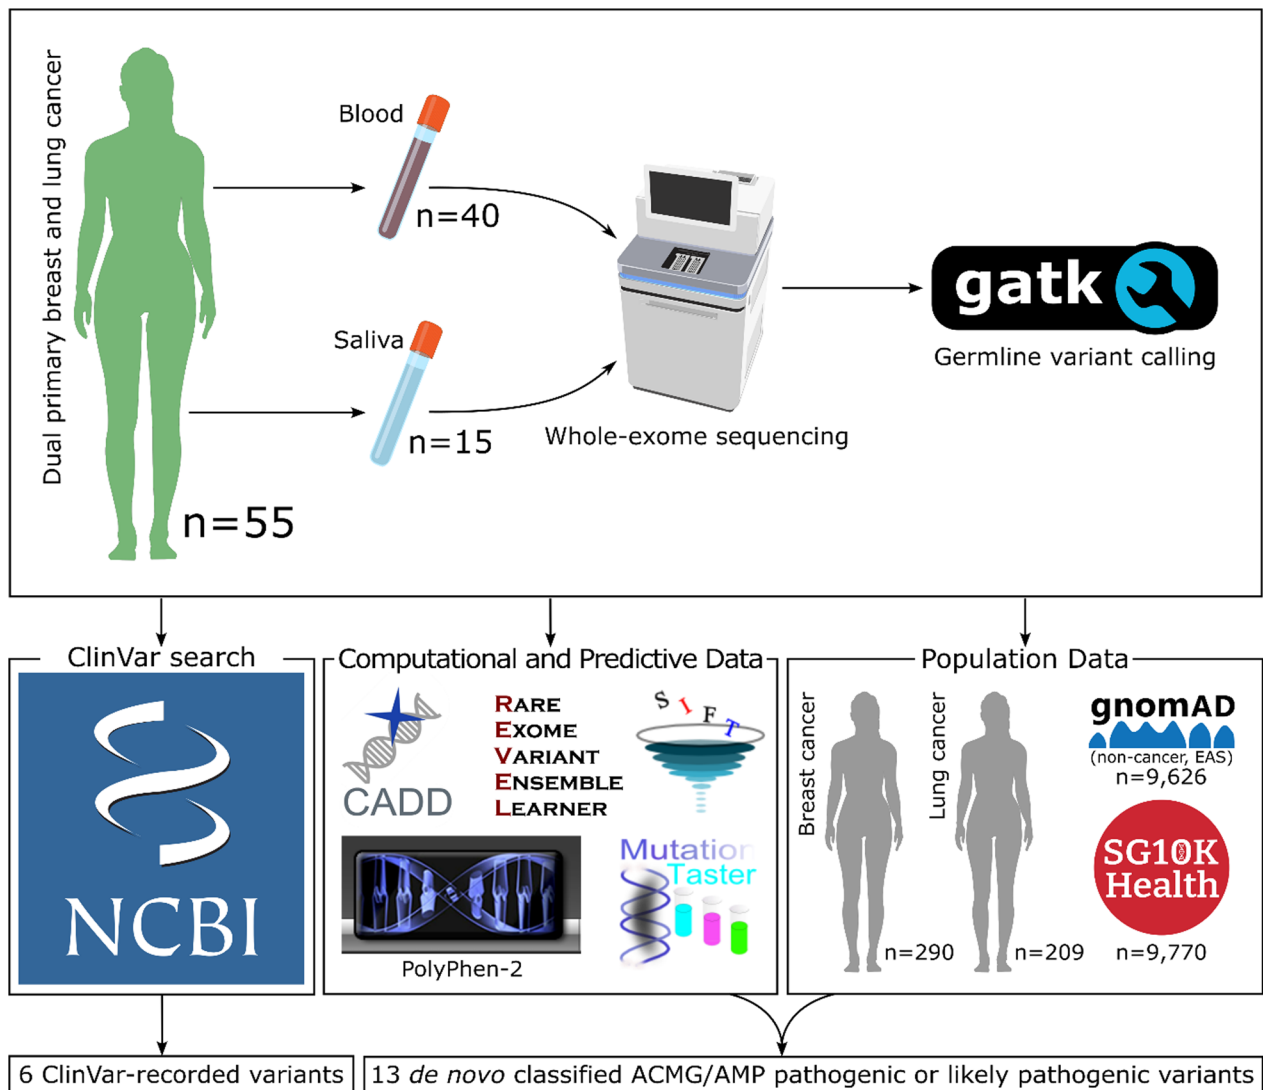 Dual primary breast and lung cancer
Blood
n=40
Saliva
n=15
n=55
Whole-exome sequencing
gatk
Germline variant calling
ClinVar search
NCBI
Computational and Predictive Data
CADD
RARE
EXOME
VARIANT
ENSEMBLE
LEARNER
SIFT
PolyPhen-2
Mutation
Taster
Population Data
Breast cancer
n=290
Lung cancer
n=209
gnomAD
(non-cancer, EAS)
n=9,626
SG10K
Health
n=9,770
6 ClinVar-recorded variants
13 de novo classified ACMG/AMP pathogenic or likely pathogenic variants